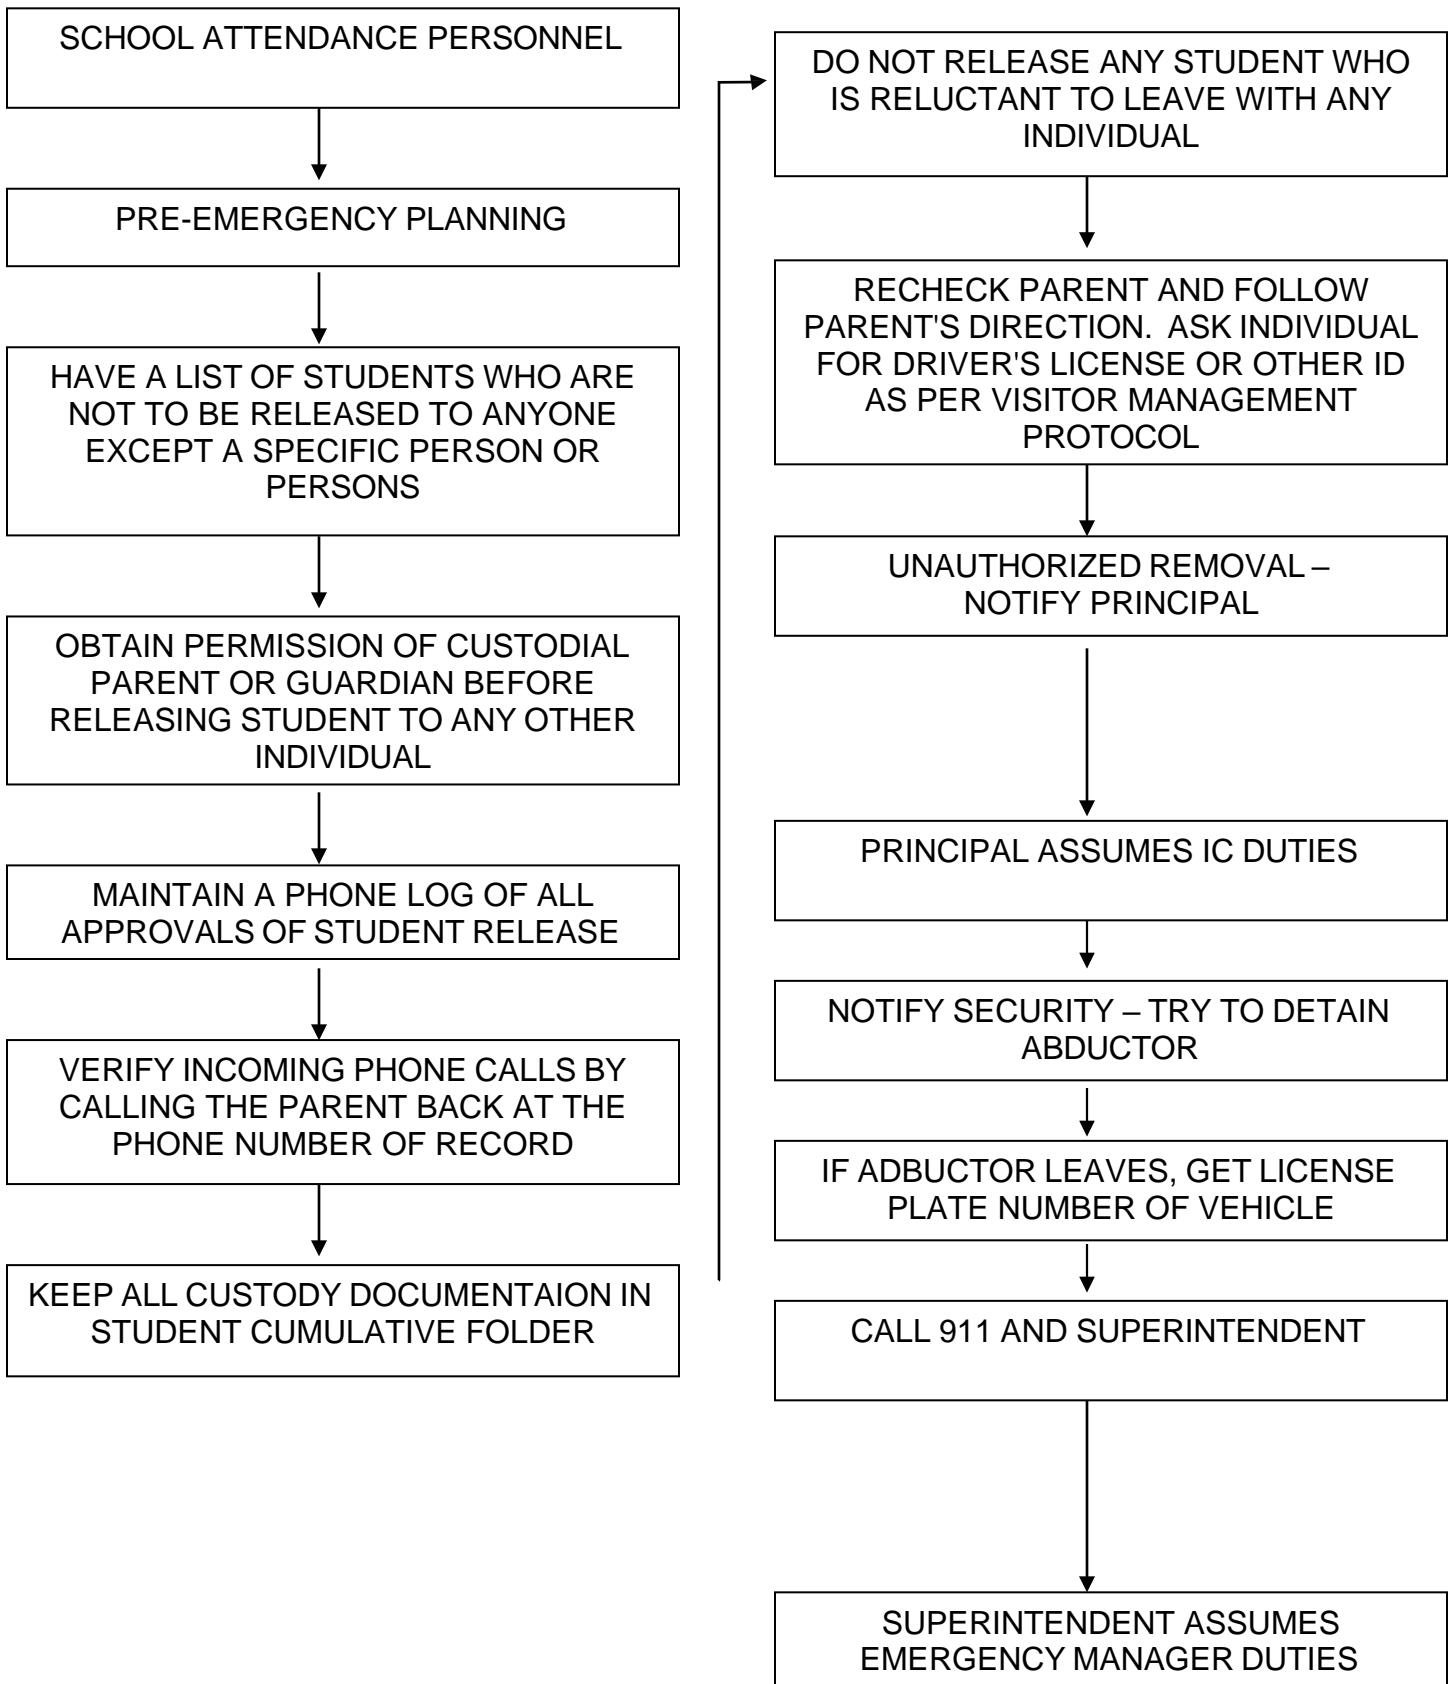 SCHOOL ATTENDANCE PERSONNEL
PRE-EMERGENCY PLANNING
HAVE A LIST OF STUDENTS WHO ARE
NOT TO BE RELEASED TO ANYONE
EXCEPT A SPECIFIC PERSON OR
PERSONS
OBTAIN PERMISSION OF CUSTODIAL
PARENT OR GUARDIAN BEFORE
RELEASING STUDENT TO ANY OTHER
INDIVIDUAL
MAINTAIN A PHONE LOG OF ALL
APPROVALS OF STUDENT RELEASE
VERIFY INCOMING PHONE CALLS BY
CALLING THE PARENT BACK AT THE
PHONE NUMBER OF RECORD
KEEP ALL CUSTODY DOCUMENTAION IN
STUDENT CUMULATIVE FOLDER
DO NOT RELEASE ANY STUDENT WHO
IS RELUCTANT TO LEAVE WITH ANY
INDIVIDUAL
RECHECK PARENT AND FOLLOW
PARENT'S DIRECTION.  ASK INDIVIDUAL
FOR DRIVER'S LICENSE OR OTHER ID
AS PER VISITOR MANAGEMENT
PROTOCOL
UNAUTHORIZED REMOVAL –
NOTIFY PRINCIPAL
PRINCIPAL ASSUMES IC DUTIES
NOTIFY SECURITY – TRY TO DETAIN
ABDUCTOR
IF ADBUCTOR LEAVES, GET LICENSE
PLATE NUMBER OF VEHICLE
CALL 911 AND SUPERINTENDENT
SUPERINTENDENT ASSUMES
EMERGENCY MANAGER DUTIES